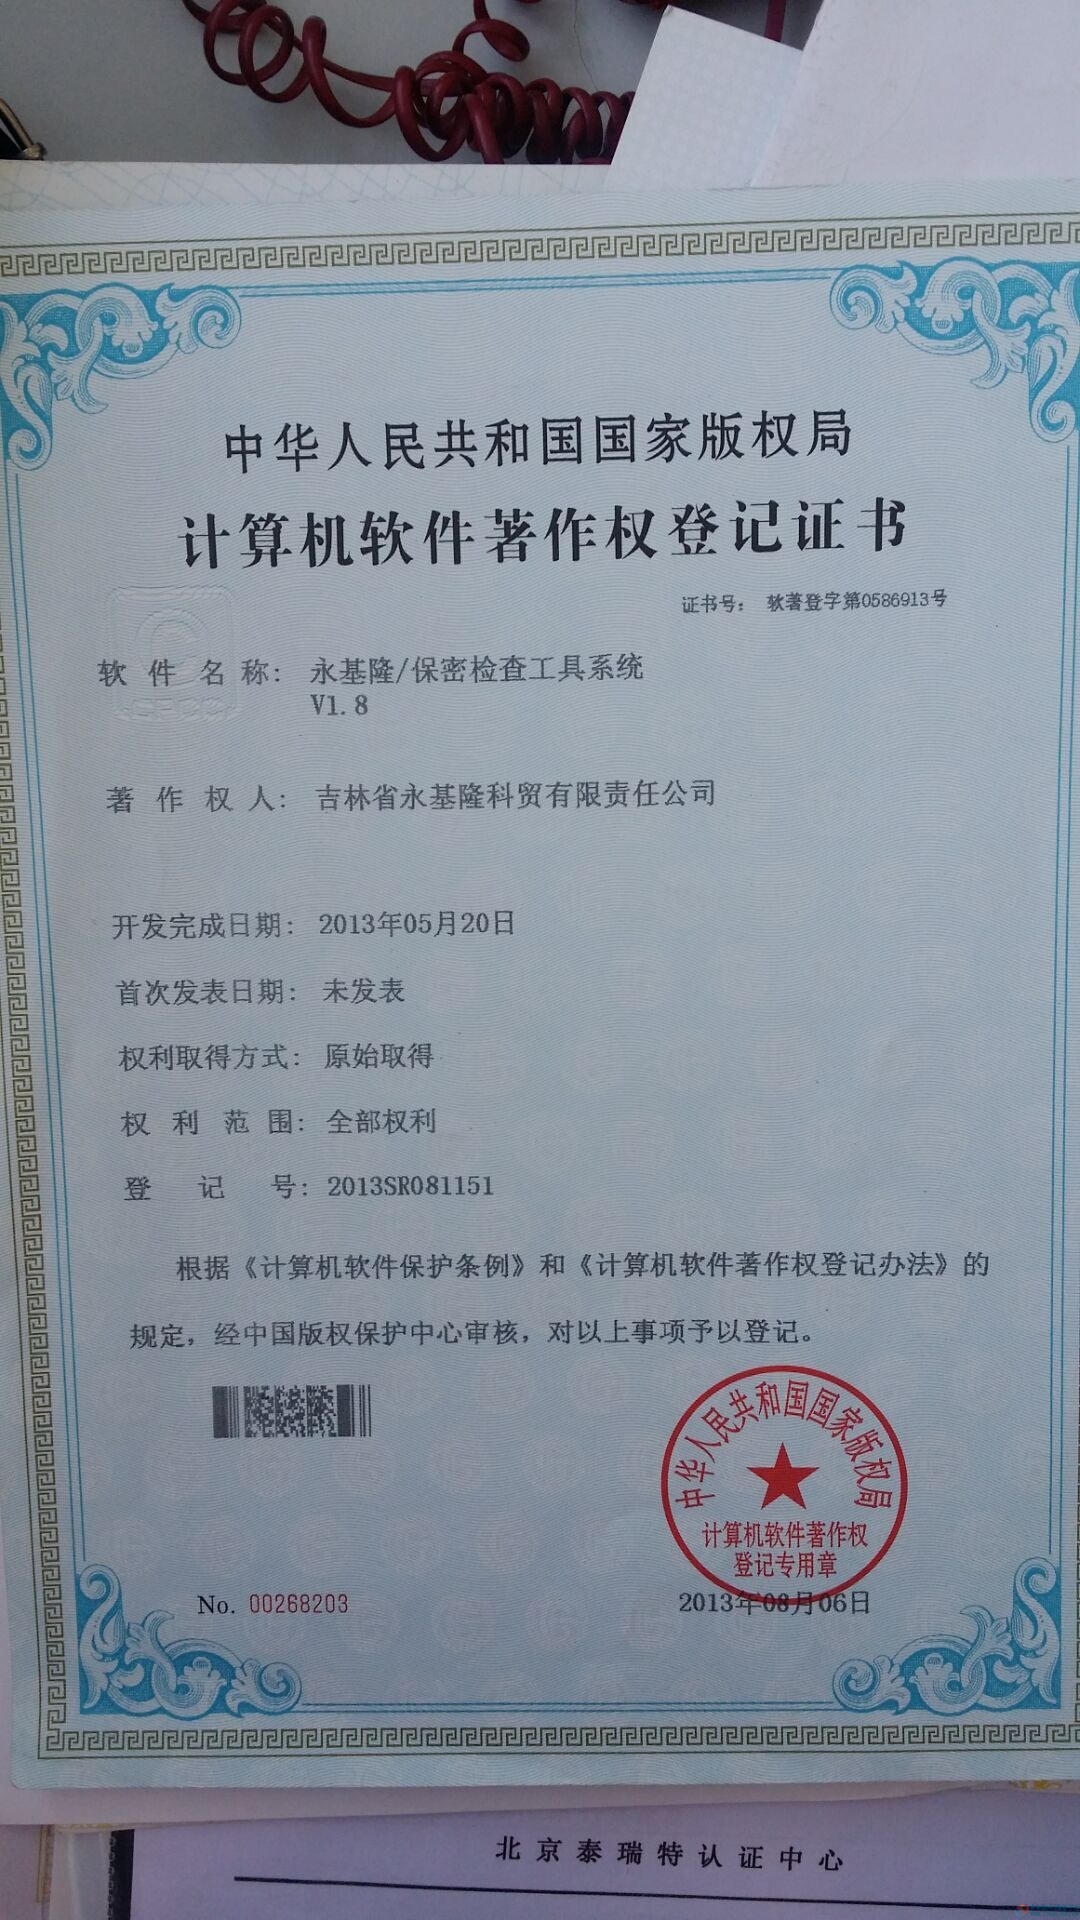 中华人民共和国国家版权局
计算机软件著作权登记证书
证书号： 软著登字第0586913号
软件名称： 永基隆/保密检查工具系统
V1.8
著作权人： 吉林省永基隆科贸有限责任公司
开发完成日期： 2013年05月20日
首次发表日期： 未发表
权利取得方式： 原始取得
权利范围： 全部权利
登记号： 2013SR081151
根据《计算机软件保护条例》和《计算机软件著作权登记办法》的
规定，经中国版权保护中心审核，对以上事项予以登记。
中华人民共和国国家版权局
计算机软件著作权
登记专用章
No. 00268203
2013年08月06日
北京泰瑞特认证中心